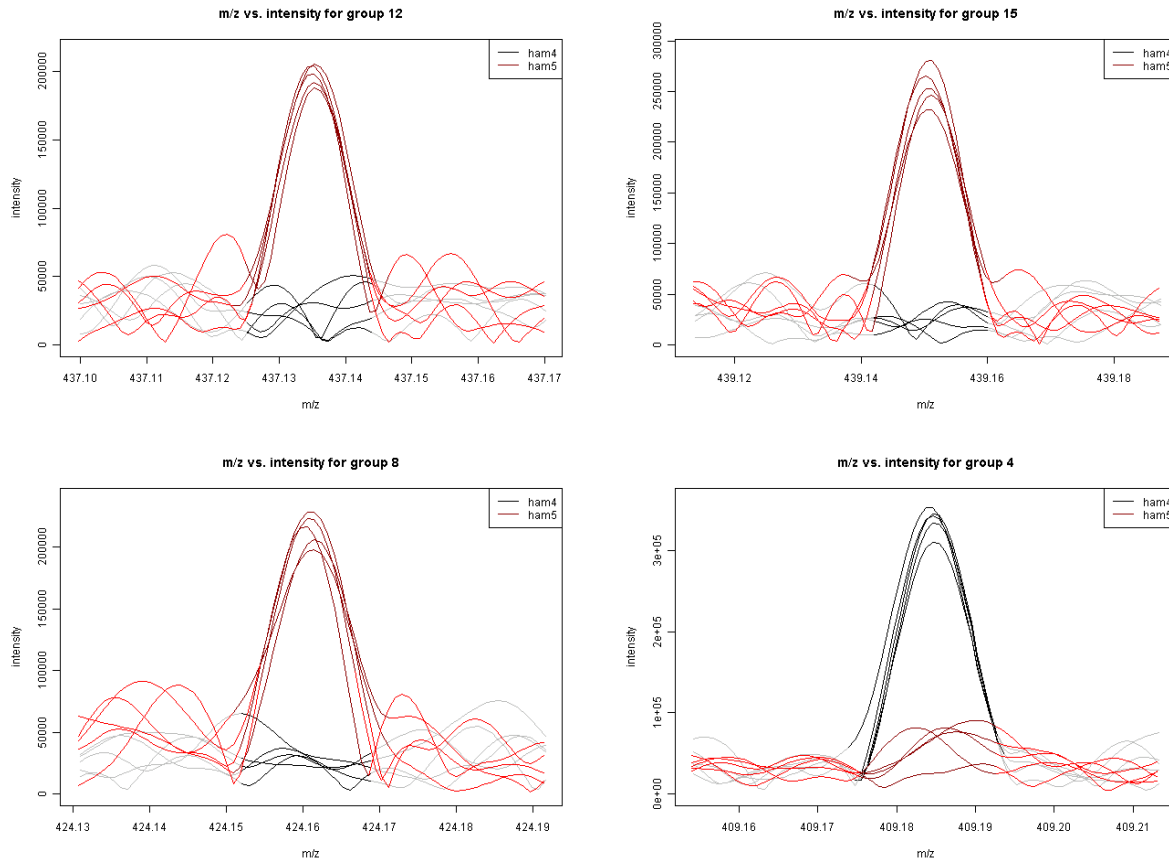 m/z vs. intensity for group 12
ham4
ham5
intensity
0
50000
100000
150000
200000
437.10 437.11 437.12 437.13 437.14 437.15 437.16 437.17
m/z
m/z vs. intensity for group 15
ham4
ham5
intensity
0
50000
100000
150000
200000
250000
300000
439.12 439.14 439.16 439.18
m/z
m/z vs. intensity for group 8
ham4
ham5
intensity
0
50000
100000
150000
200000
424.13 424.14 424.15 424.16 424.17 424.18 424.19
m/z
m/z vs. intensity for group 4
ham4
ham5
intensity
0e+00
1e+05
2e+05
3e+05
409.16 409.17 409.18 409.19 409.20 409.21
m/z